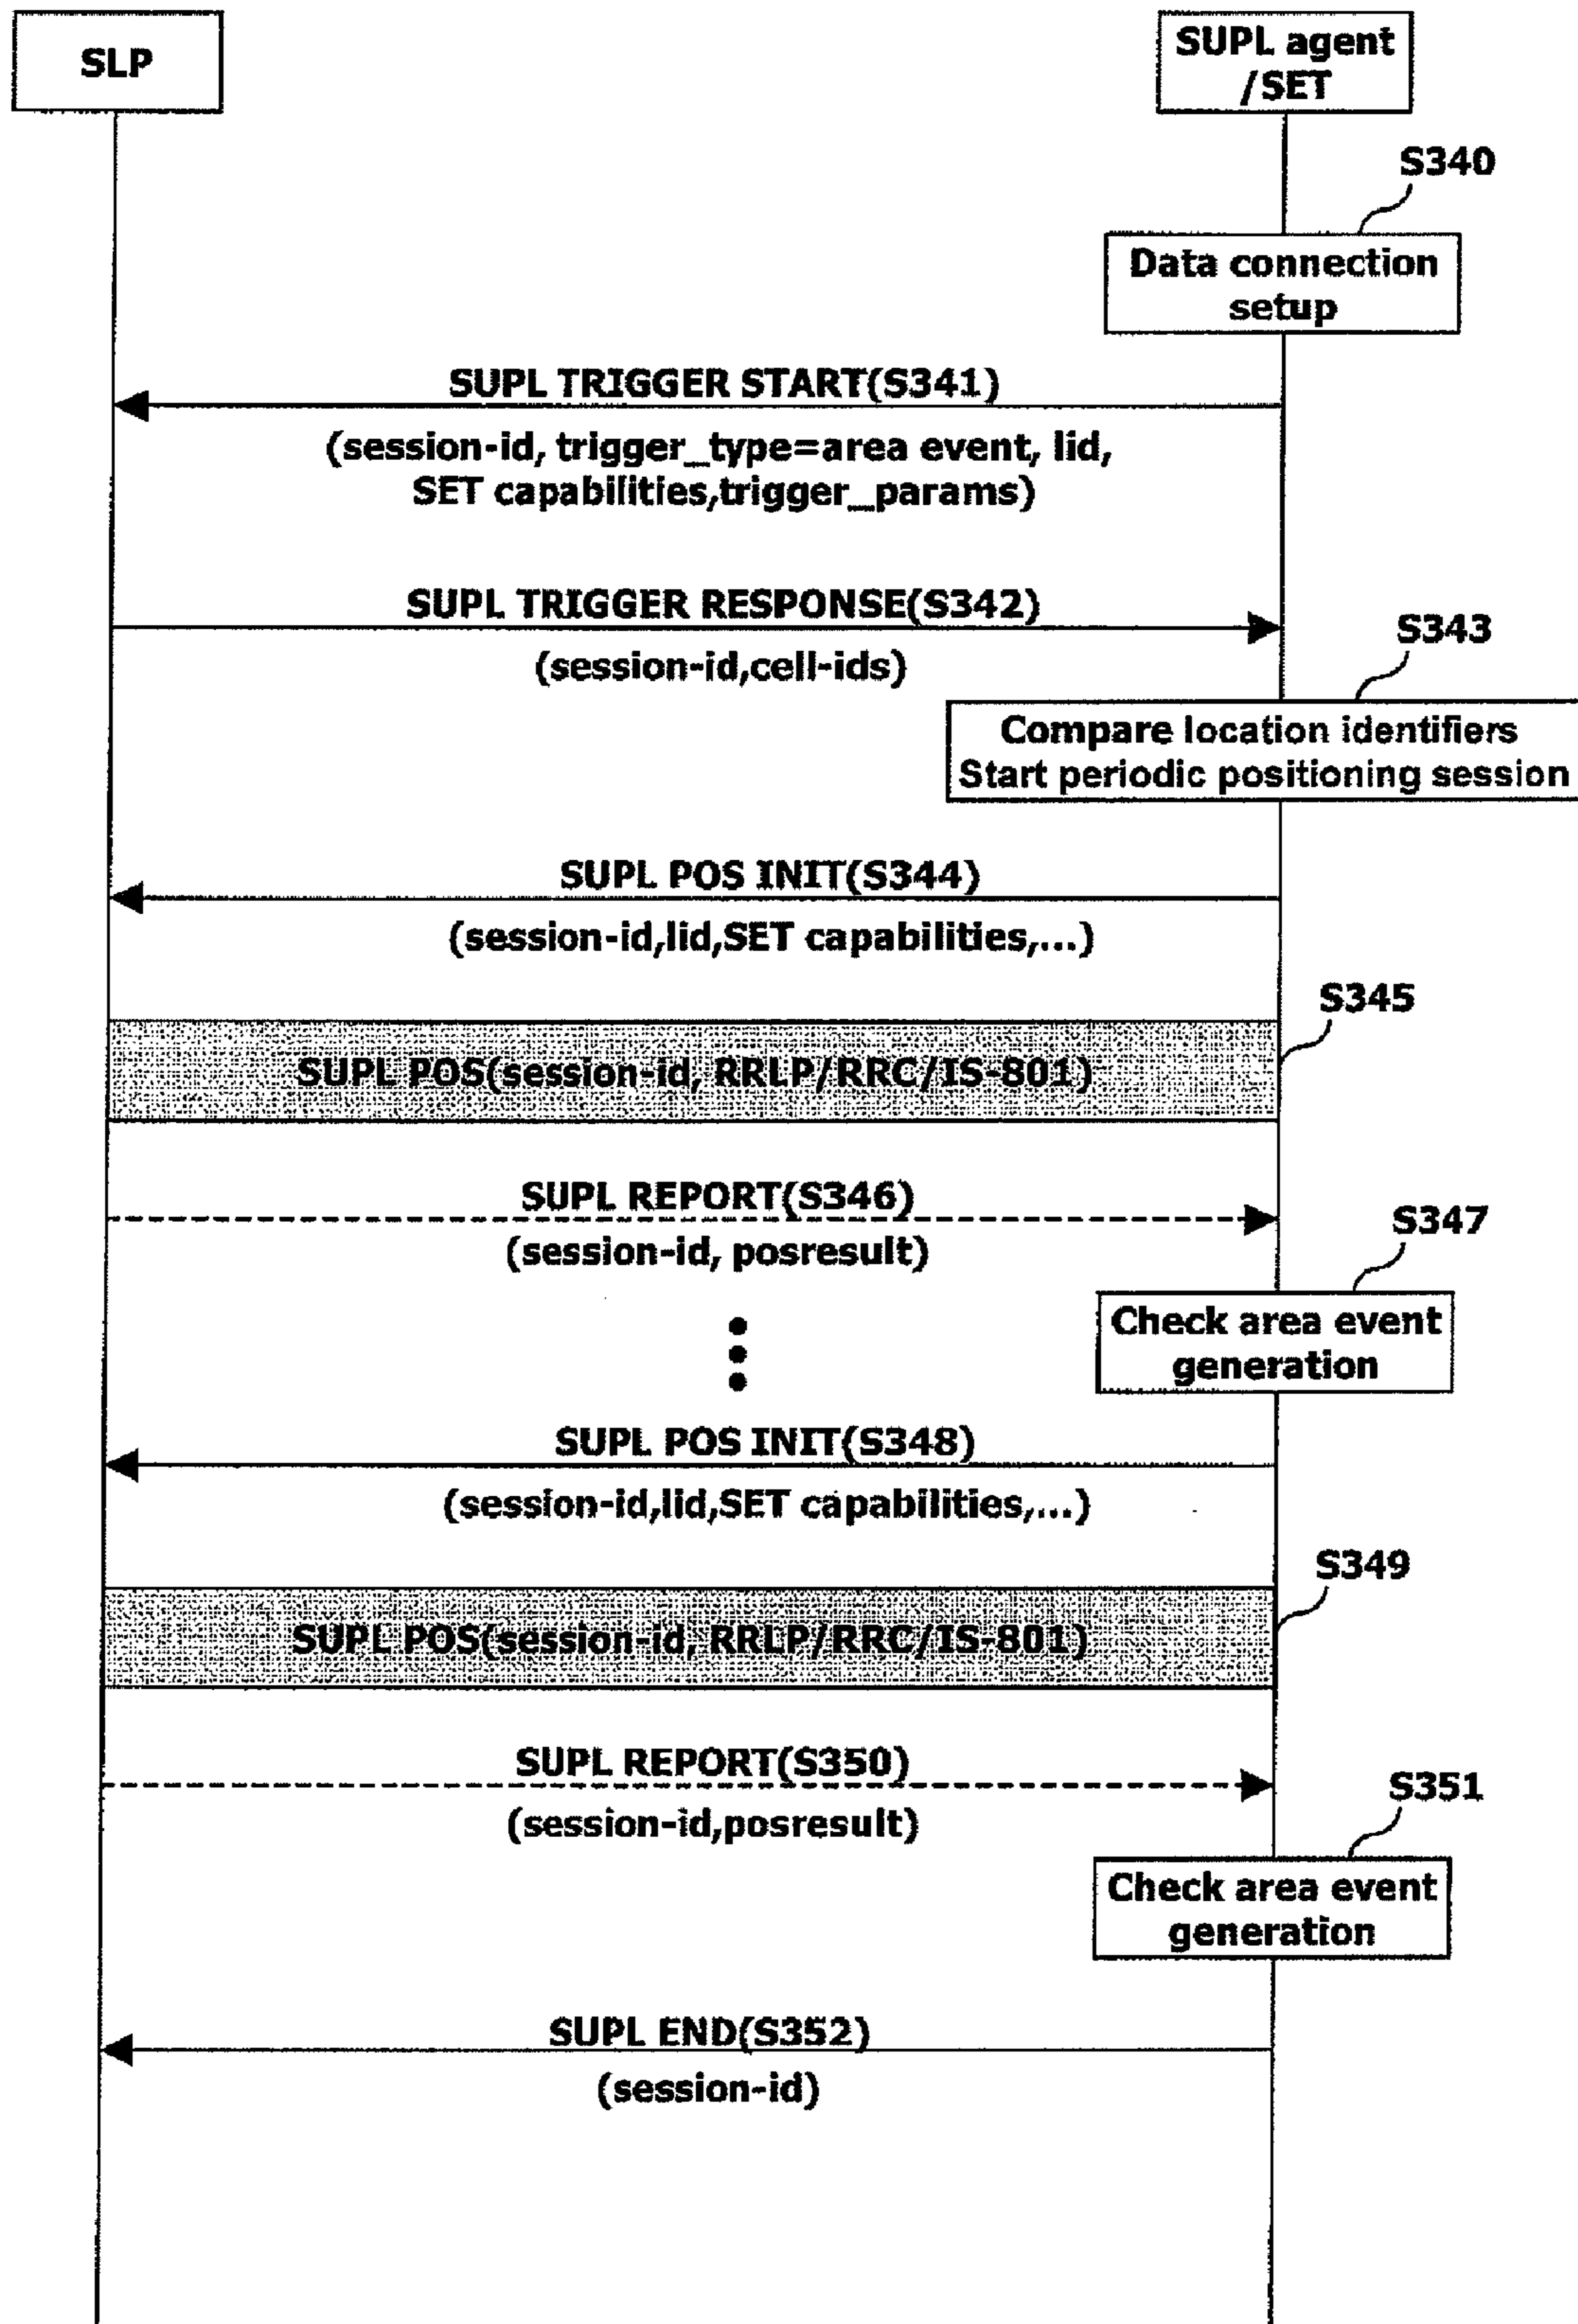 SLP
SUPL agent
/SET
S340
Data connection
setup
SUPL TRIGGER START(S341)
(session-id, trigger_type=area event, lid,
SET capabilities,trigger_params)
SUPL TRIGGER RESPONSE(S342)
(session-id,cell-ids)
S343
Compare location identifiers
Start periodic positioning session
SUPL POS INIT(S344)
(session-id,lid,SET capabilities,...)
S345
SUPL POS(session-id, RRLP/RRC/IS-801)
SUPL REPORT(S346)
(session-id, posresult)
S347
Check area event
generation
SUPL POS INIT(S348)
(session-id,lid,SET capabilities,...)
S349
SUPL POS(session-id, RRLP/RRC/IS-801)
SUPL REPORT(S350)
(session-id,posresult)
S351
Check area event
generation
SUPL END(S352)
(session-id)